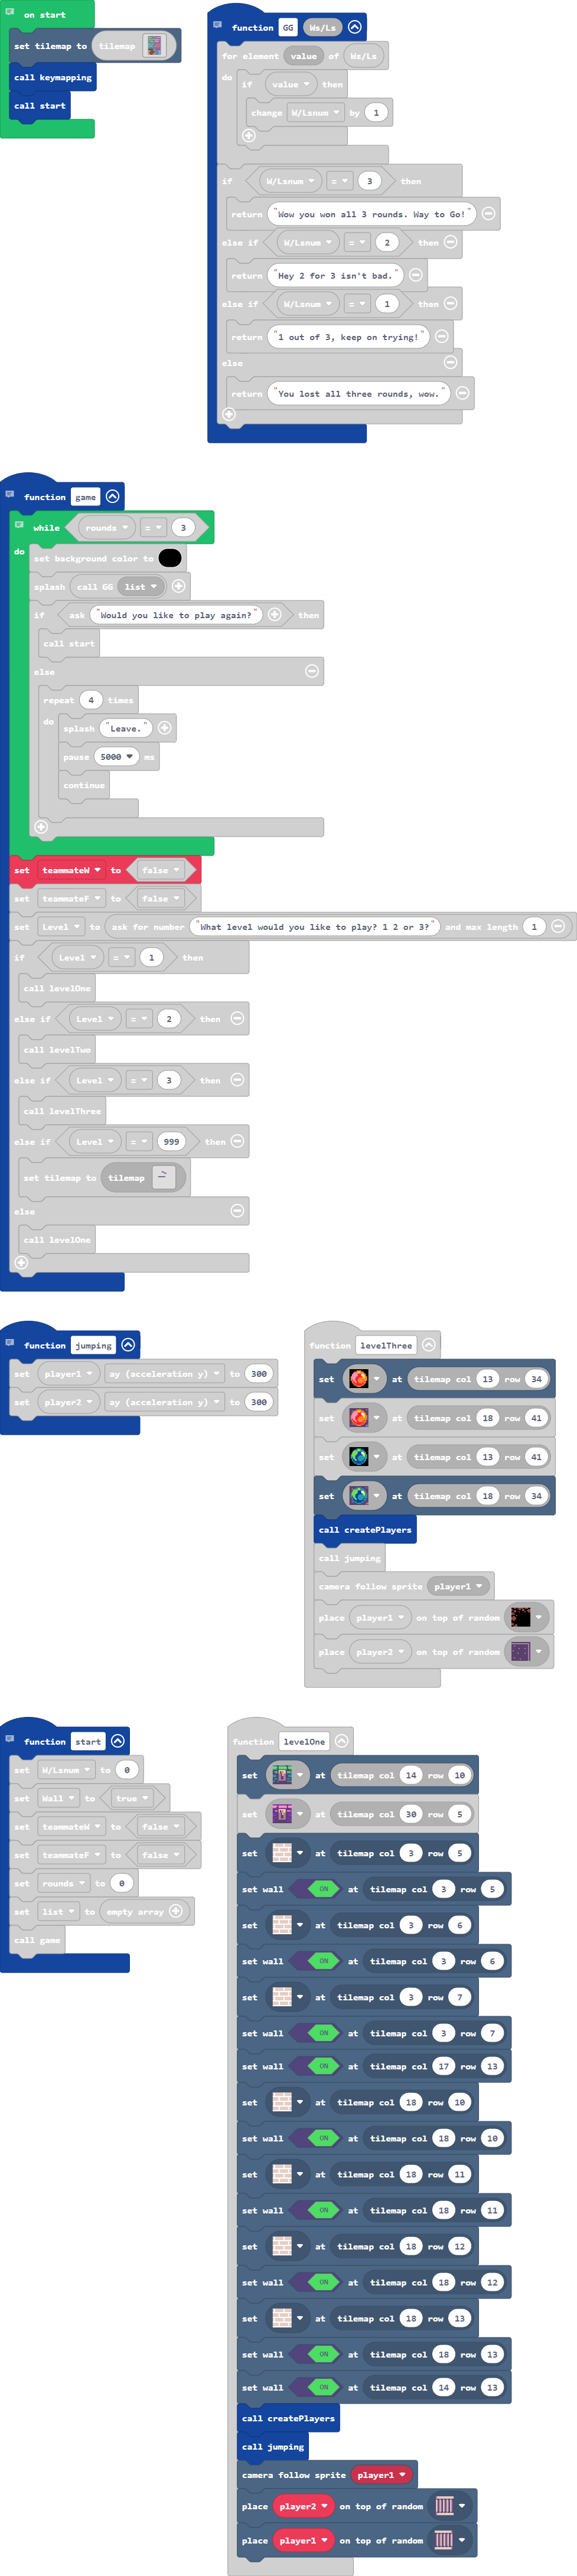 on start
set tilemap to tilemap
call keymapping
call start
function GG Ws/Ls
for element value of Ws/Ls
do if value then
change W/Lsnum by 1
if W/Lsnum = 3 then
return "Wow you won all 3 rounds. Way to Go!"
else if W/Lsnum = 2 then
return "Hey 2 for 3 isn't bad."
else if W/Lsnum = 1 then
return "1 out of 3, keep on trying!"
else
return "You lost all three rounds, wow."
function game
while rounds = 3
do
set background color to
splash call GG list
if ask "Would you like to play again?" then
call start
else
repeat 4 times
do
splash "Leave."
pause 5000 ms
continue
set teammateW to false
set teammateF to false
set Level to ask for number "What level would you like to play? 1 2 or 3?" and max length 1
if Level = 1 then
call levelOne
else if Level = 2 then
call levelTwo
else if Level = 3 then
call levelThree
else if Level = 999 then
set tilemap to tilemap
else
call levelOne
function jumping
set player1 ay (acceleration y) to 300
set player2 ay (acceleration y) to 300
function levelThree
set at tilemap col 13 row 34
set at tilemap col 18 row 41
set at tilemap col 13 row 41
set at tilemap col 18 row 34
call createPlayers
call jumping
camera follow sprite player1
place player1 on top of random
place player2 on top of random
function start
set W/Lsnum to 0
set Wall to true
set teammateW to false
set teammateF to false
set rounds to 0
set list to empty array
call game
function levelOne
set at tilemap col 14 row 10
set at tilemap col 30 row 5
set at tilemap col 3 row 5
set wall ON at tilemap col 3 row 5
set at tilemap col 3 row 6
set wall ON at tilemap col 3 row 6
set at tilemap col 3 row 7
set wall ON at tilemap col 3 row 7
set wall ON at tilemap col 17 row 13
set at tilemap col 18 row 10
set wall ON at tilemap col 18 row 10
set at tilemap col 18 row 11
set wall ON at tilemap col 18 row 11
set at tilemap col 18 row 12
set wall ON at tilemap col 18 row 12
set at tilemap col 18 row 13
set wall ON at tilemap col 18 row 13
set wall ON at tilemap col 14 row 13
call createPlayers
call jumping
camera follow sprite player1
place player2 on top of random
place player1 on top of random